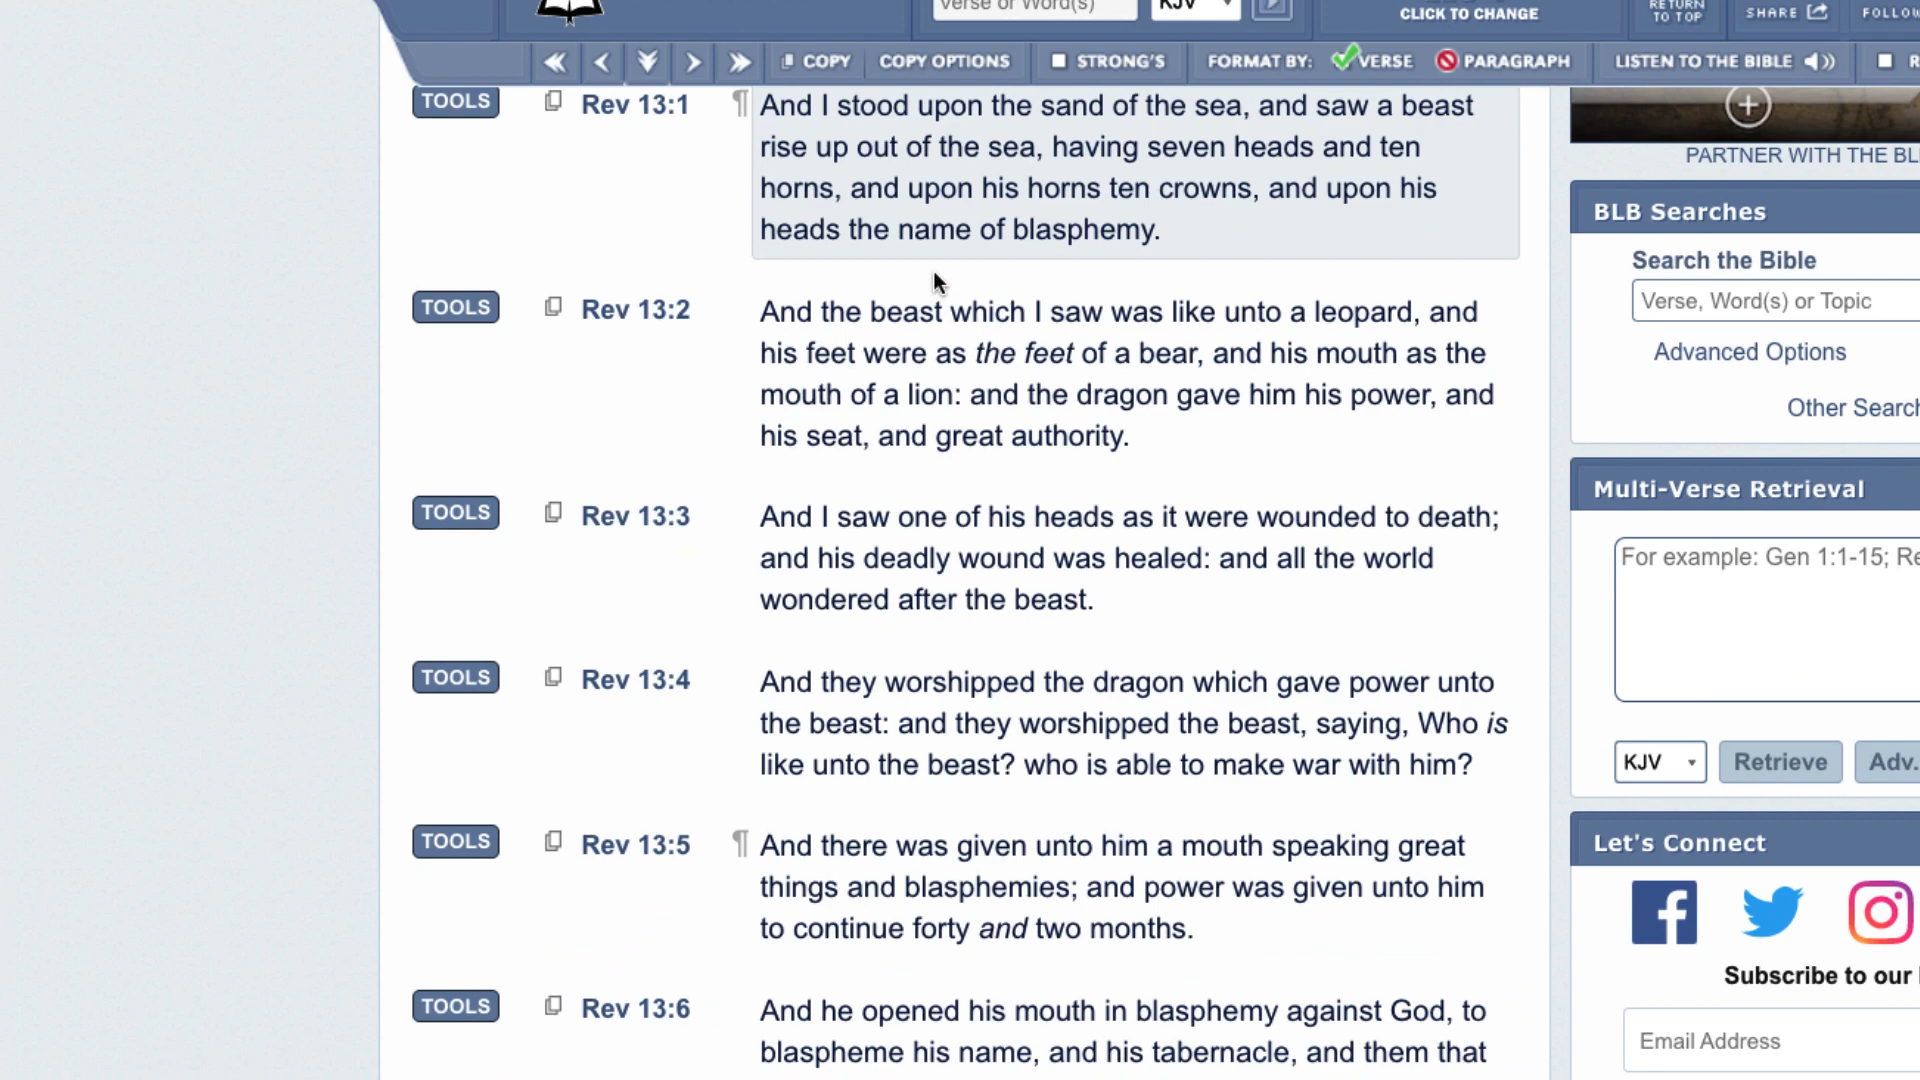 Verse or Word(s)
KJV
CLICK TO CHANGE
RETURN
TO TOP
SHARE
COPY
COPY OPTIONS
STRONG'S
FORMAT BY:
VERSE
PARAGRAPH
LISTEN TO THE BIBLE
TOOLS
Rev 13:1
¶
And I stood upon the sand of the sea, and saw a beast
rise up out of the sea, having seven heads and ten
horns, and upon his horns ten crowns, and upon his
heads the name of blasphemy.
TOOLS
Rev 13:2
And the beast which I saw was like unto a leopard, and
his feet were as the feet of a bear, and his mouth as the
mouth of a lion: and the dragon gave him his power, and
his seat, and great authority.
TOOLS
Rev 13:3
And I saw one of his heads as it were wounded to death;
and his deadly wound was healed: and all the world
wondered after the beast.
TOOLS
Rev 13:4
And they worshipped the dragon which gave power unto
the beast: and they worshipped the beast, saying, Who is
like unto the beast? who is able to make war with him?
TOOLS
Rev 13:5
¶
And there was given unto him a mouth speaking great
things and blasphemies; and power was given unto him
to continue forty and two months.
TOOLS
Rev 13:6
And he opened his mouth in blasphemy against God, to
blaspheme his name, and his tabernacle, and them that
PARTNER WITH THE BL
BLB Searches
Search the Bible
Verse, Word(s) or Topic
Advanced Options
Other Search
Multi-Verse Retrieval
For example: Gen 1:1-15; Re
KJV
Retrieve
Adv.
Let's Connect
Subscribe to our
Email Address